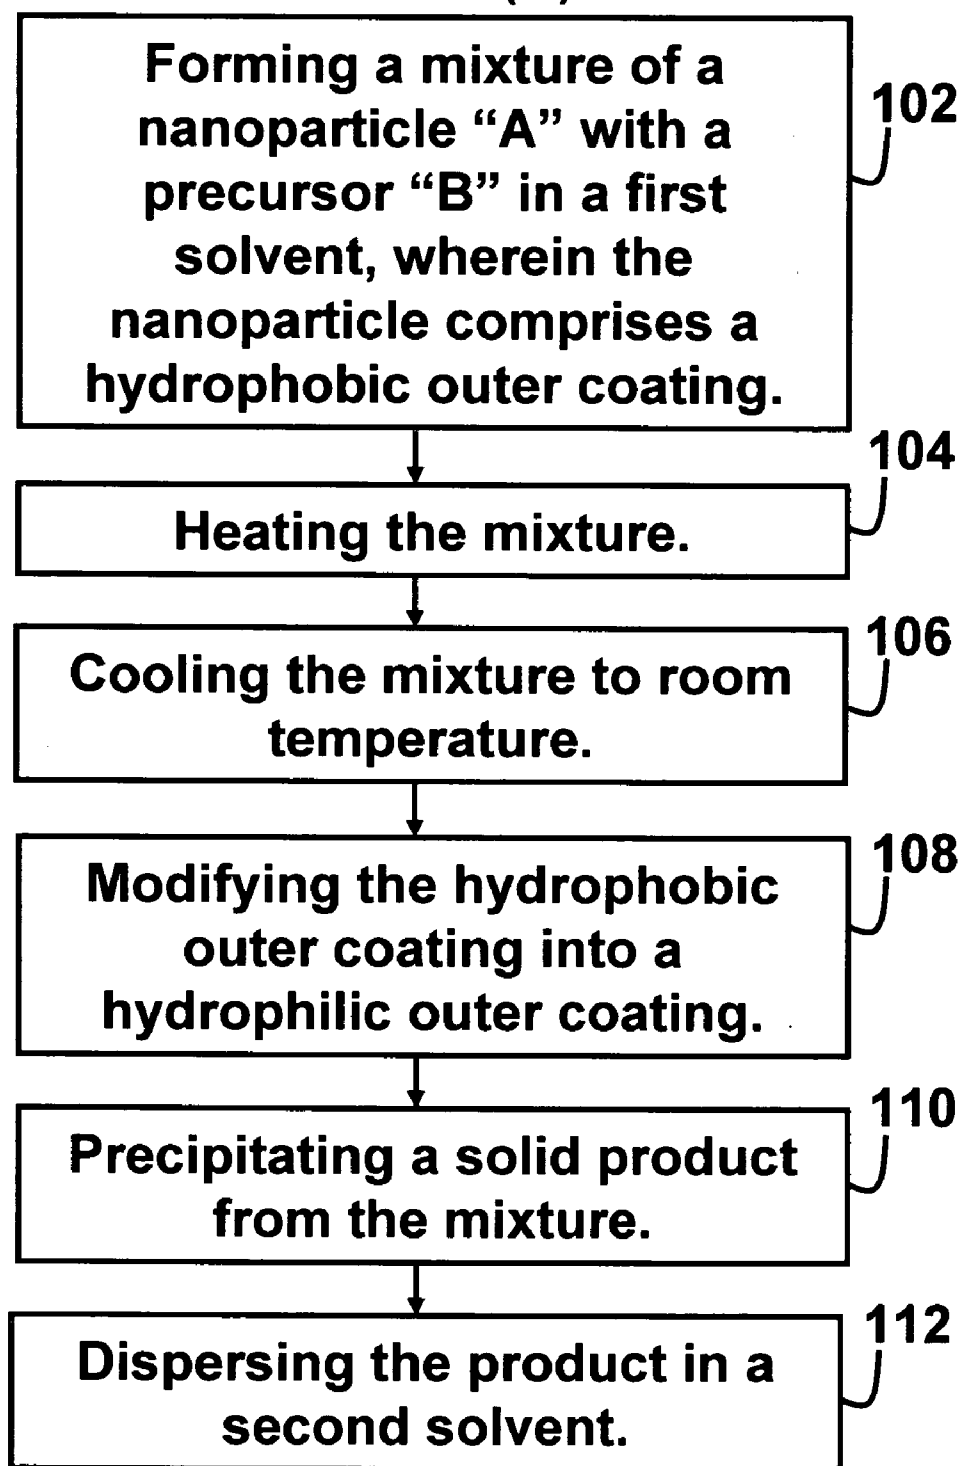 Forming a mixture of a
nanoparticle “A” with a
precursor “B” in a first
solvent, wherein the
nanoparticle comprises a
hydrophobic outer coating.
102
Heating the mixture.
104
Cooling the mixture to room
temperature.
106
Modifying the hydrophobic
outer coating into a
hydrophilic outer coating.
108
Precipitating a solid product
from the mixture.
110
Dispersing the product in a
second solvent.
112